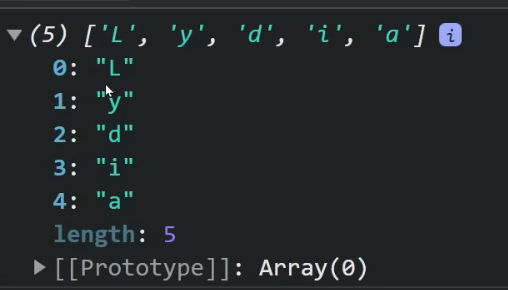 (5) ['L', 'y', 'd', 'i', 'a'] i
0: "L"
1: "y"
2: "d"
3: "i"
4: "a"
length: 5
[[Prototype]]: Array(0)